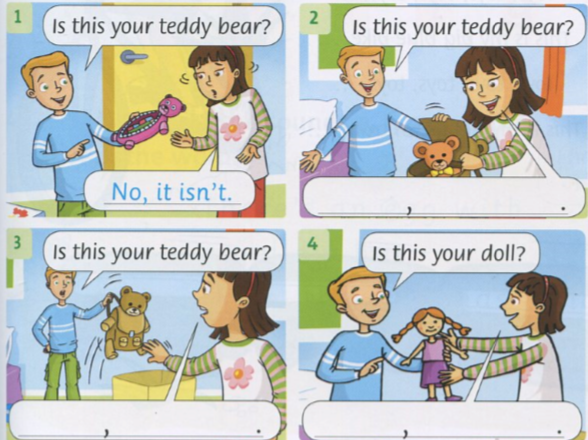 1
Is this your teddy bear?
No, it isn't.
2
Is this your teddy bear?
, .
3
Is this your teddy bear?
, .
4
Is this your doll?
, .